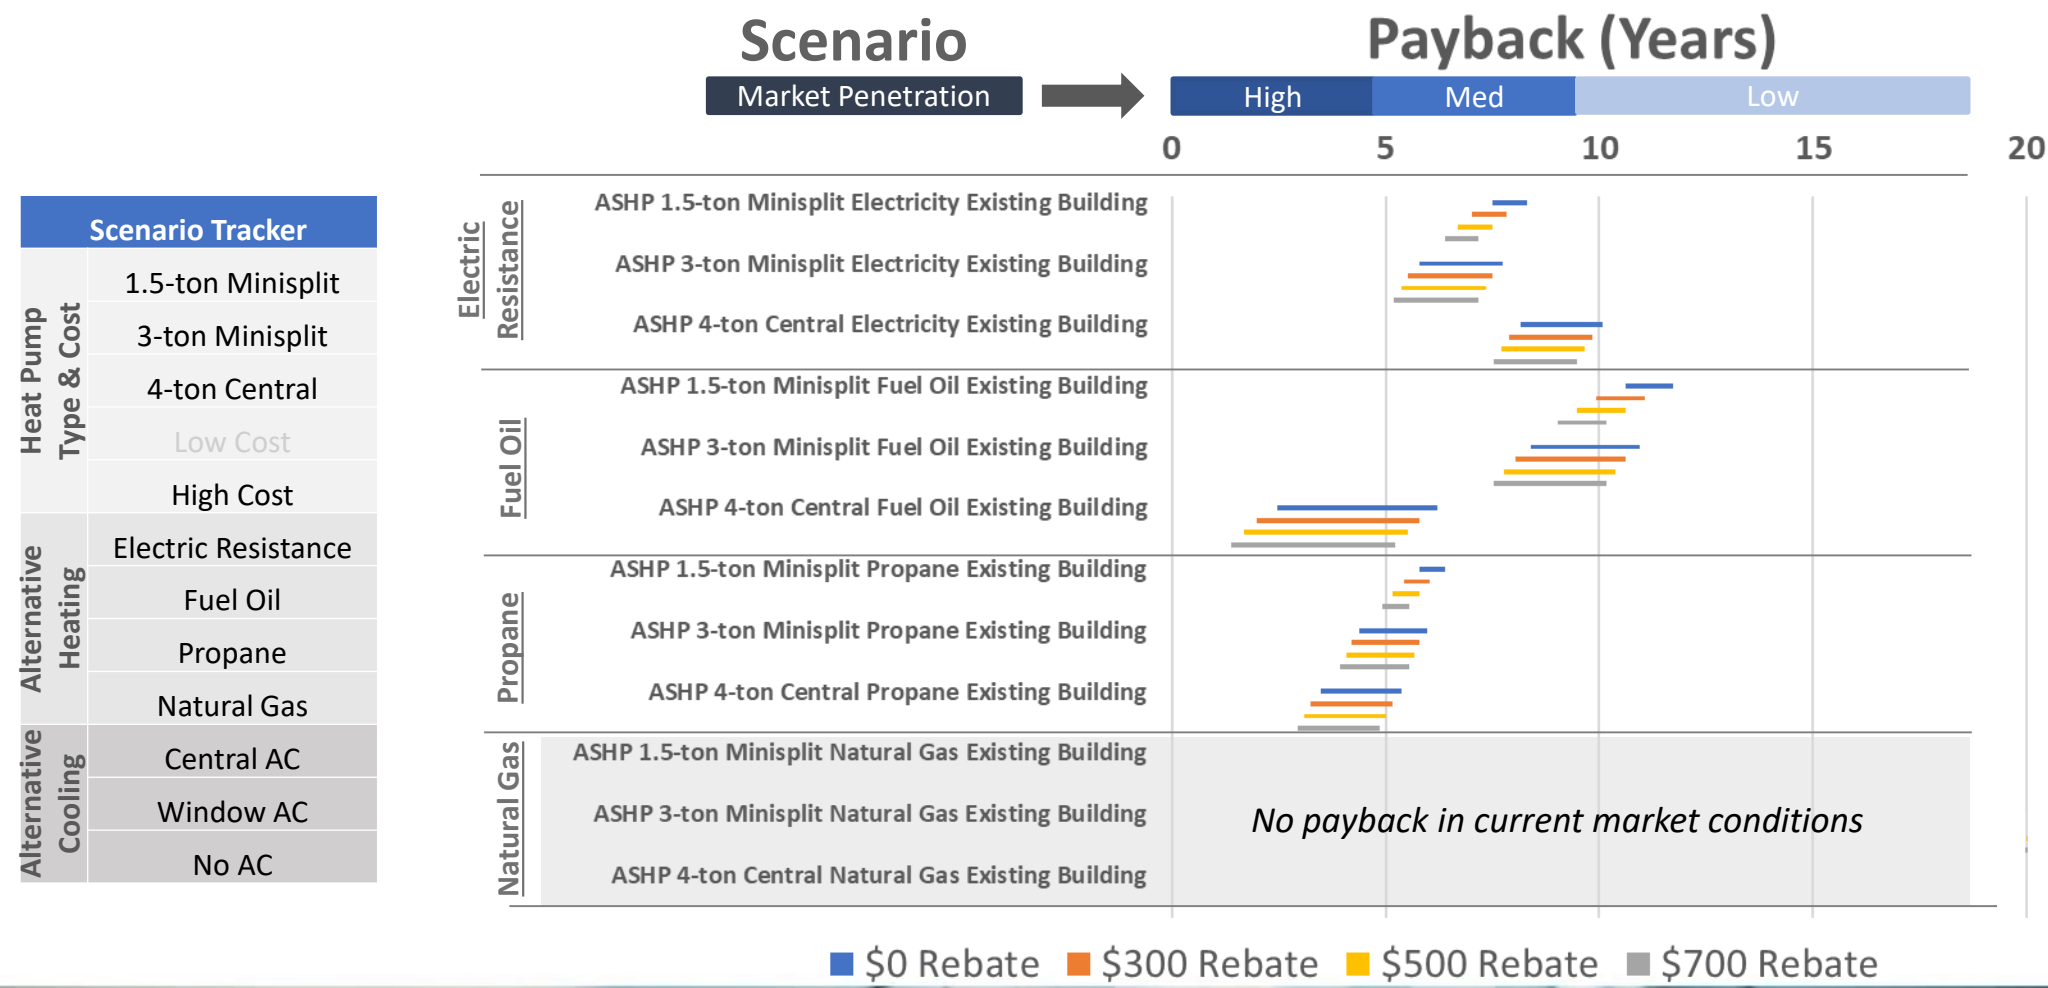 Scenario
Payback (Years)
Market Penetration
High
Med
Low
0
5
10
15
20
Scenario Tracker
Heat Pump
Type & Cost
1.5-ton Minisplit
3-ton Minisplit
4-ton Central
Low Cost
High Cost
Alternative
Heating
Electric Resistance
Fuel Oil
Propane
Natural Gas
Alternative
Cooling
Central AC
Window AC
No AC
Electric
Resistance
ASHP 1.5-ton Minisplit Electricity Existing Building
ASHP 3-ton Minisplit Electricity Existing Building
ASHP 4-ton Central Electricity Existing Building
Fuel Oil
ASHP 1.5-ton Minisplit Fuel Oil Existing Building
ASHP 3-ton Minisplit Fuel Oil Existing Building
ASHP 4-ton Central Fuel Oil Existing Building
Propane
ASHP 1.5-ton Minisplit Propane Existing Building
ASHP 3-ton Minisplit Propane Existing Building
ASHP 4-ton Central Propane Existing Building
Natural Gas
ASHP 1.5-ton Minisplit Natural Gas Existing Building
ASHP 3-ton Minisplit Natural Gas Existing Building
ASHP 4-ton Central Natural Gas Existing Building
No payback in current market conditions
$0 Rebate
$300 Rebate
$500 Rebate
$700 Rebate